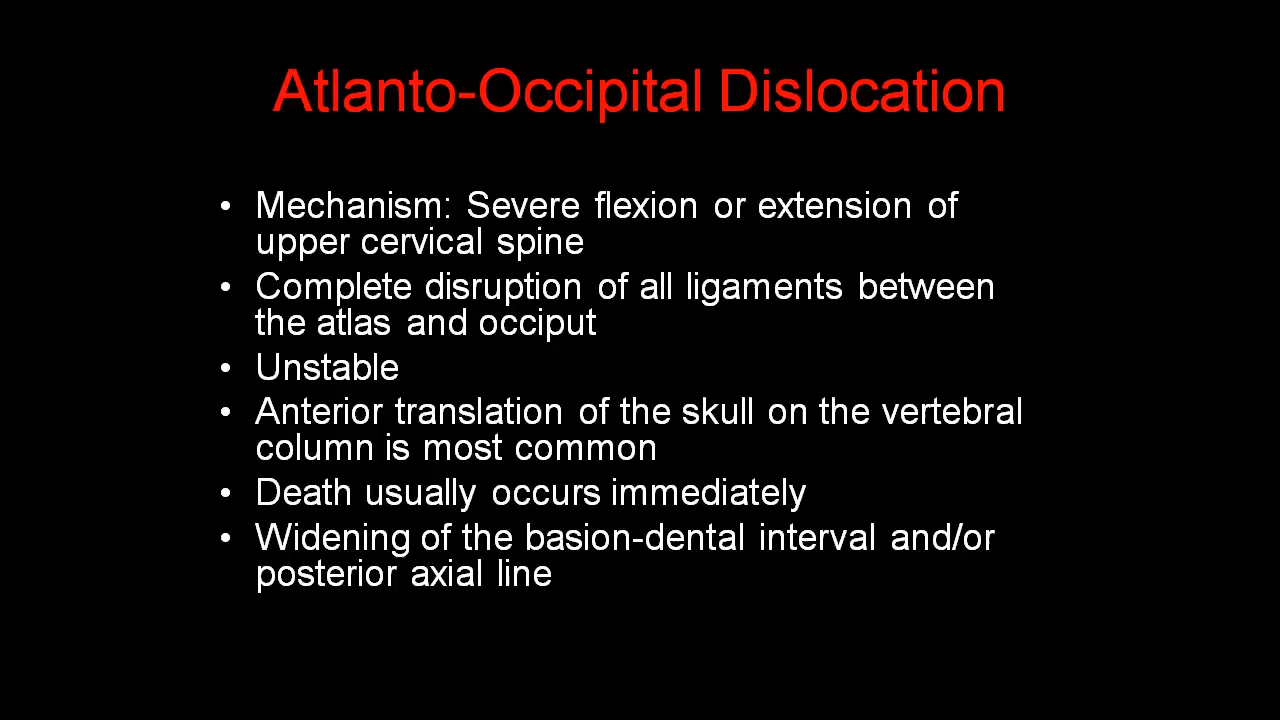 Atlanto-Occipital Dislocation
• Mechanism: Severe flexion or extension of
upper cervical spine
• Complete disruption of all ligaments between
the atlas and occiput
• Unstable
• Anterior translation of the skull on the vertebral
column is most common
• Death usually occurs immediately
• Widening of the basion-dental interval and/or
posterior axial line